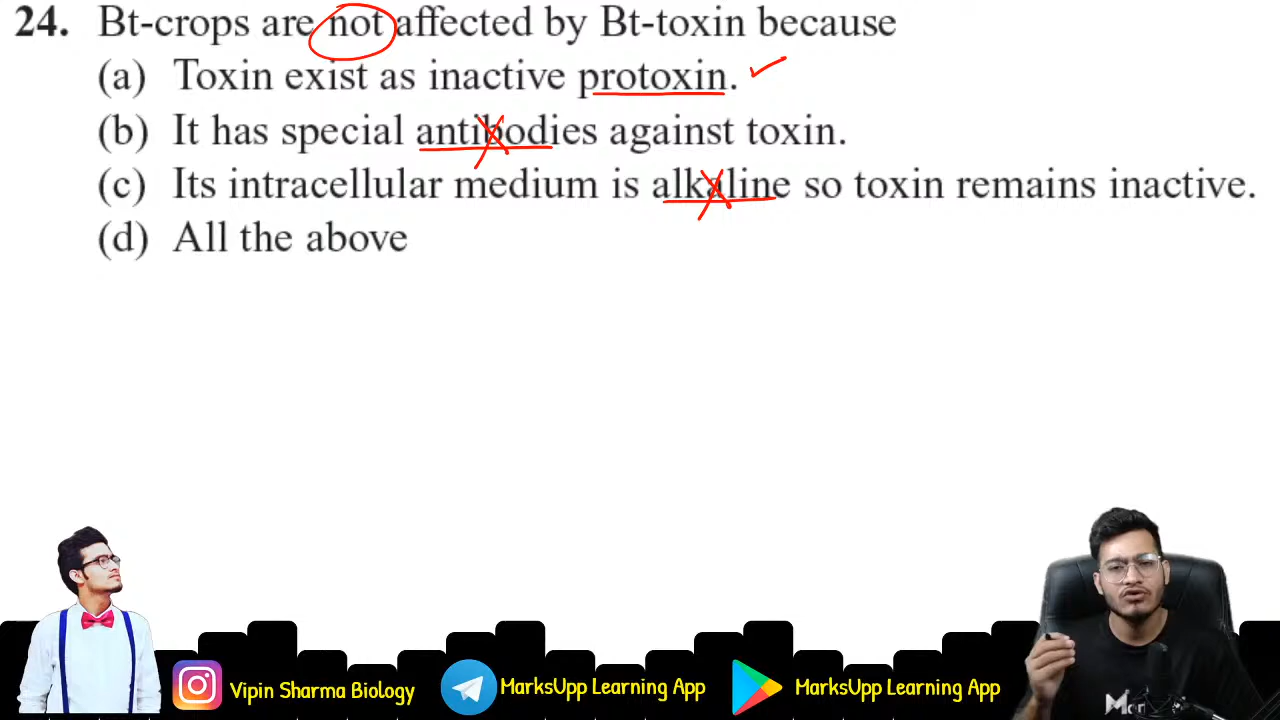 24. Bt-crops are not affected by Bt-toxin because
(a) Toxin exist as inactive protoxin.
(b) It has special antibodies against toxin.
(c) Its intracellular medium is alkaline so toxin remains inactive.
(d) All the above
Vipin Sharma Biology
MarksUpp Learning App
MarksUpp Learning App